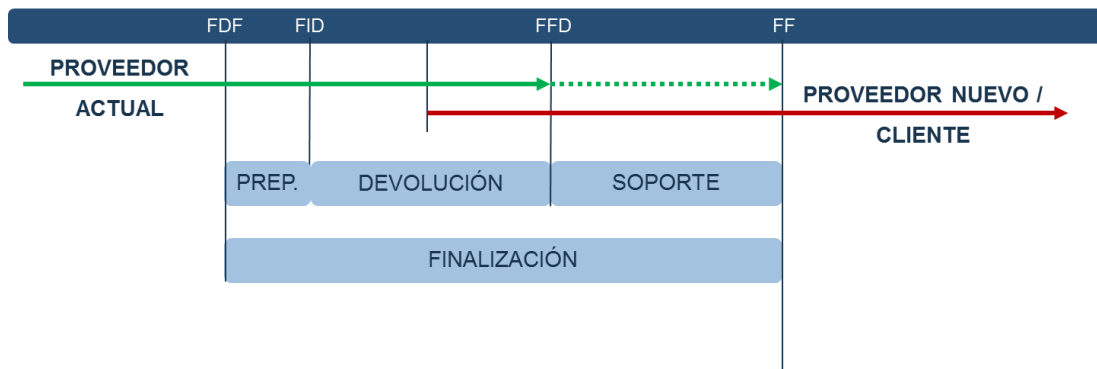 FDF FID FFD FF
PROVEEDOR
ACTUAL
PROVEEDOR NUEVO /
CLIENTE
PREP. DEVOLUCIÓN SOPORTE
FINALIZACIÓN